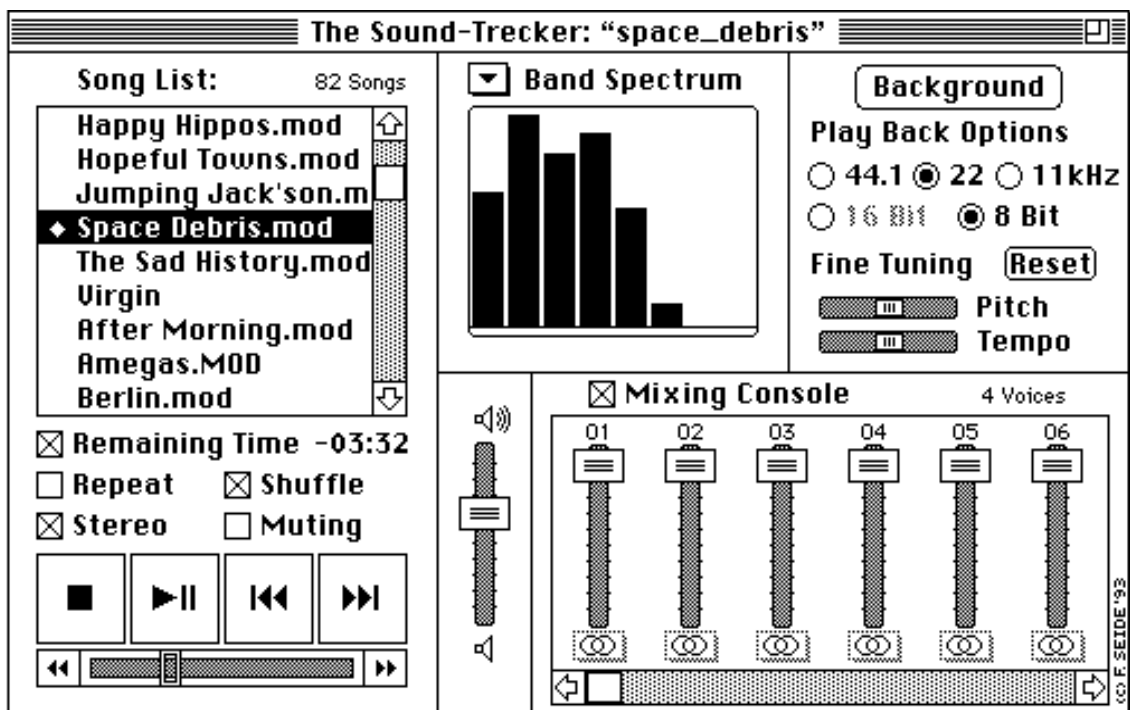 The Sound-Trecker: “space_debris”
Song List: 82 Songs
Happy Hippos.mod
Hopeful Towns.mod
Jumping Jack'son.m
Space Debris.mod
The Sad History.mod
Virgin
After Morning.mod
Amegas.MOD
Berlin.mod
Remaining Time -03:32
Repeat Shuffle
Stereo Muting
Band Spectrum
Background
Play Back Options
44.1 22 11kHz
16 Bit 8 Bit
Fine Tuning Reset
Pitch
Tempo
Mixing Console 4 Voices
01 02 03 04 05 06
(c) F. SEIDE'93